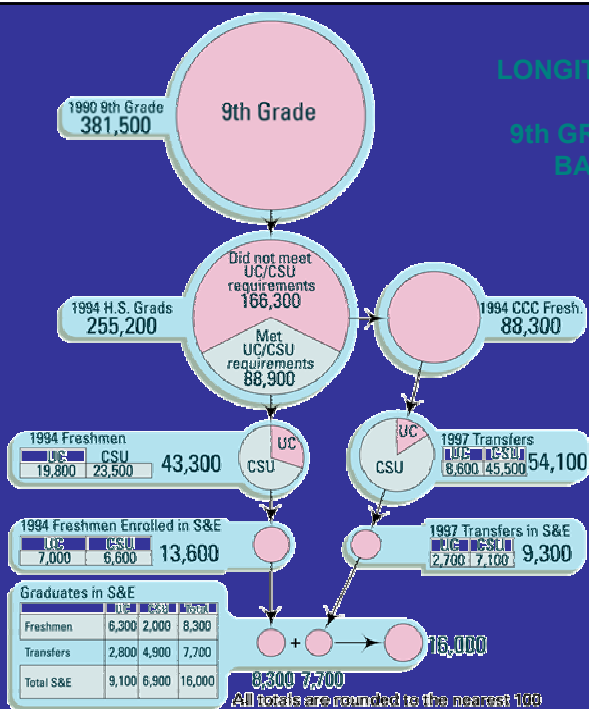 LONGIT
9th GR
BA
1990 9th Grade
381,500
9th Grade
1994 H.S. Grads
255,200
Did not meet
UC/CSU
requirements
166,300
Met
UC/CSU
requirements
88,900
1994 CCC Fresh.
88,300
1994 Freshmen
UC CSU
19,800 23,500
43,300
UC
CSU
UC
CSU
1997 Transfers
UC CSU
8,600 45,500
54,100
1994 Freshmen Enrolled in S&E
UC CSU
7,000 6,600
13,600
1997 Transfers in S&E
UC CSU
2,700 7,100
9,300
Graduates in S&E
UC CSU Total
Freshmen 6,300 2,000 8,300
Transfers 2,800 4,900 7,700
Total S&E 9,100 6,900 16,000
+
16,000
8,300 7,700
All totals are rounded to the nearest 100